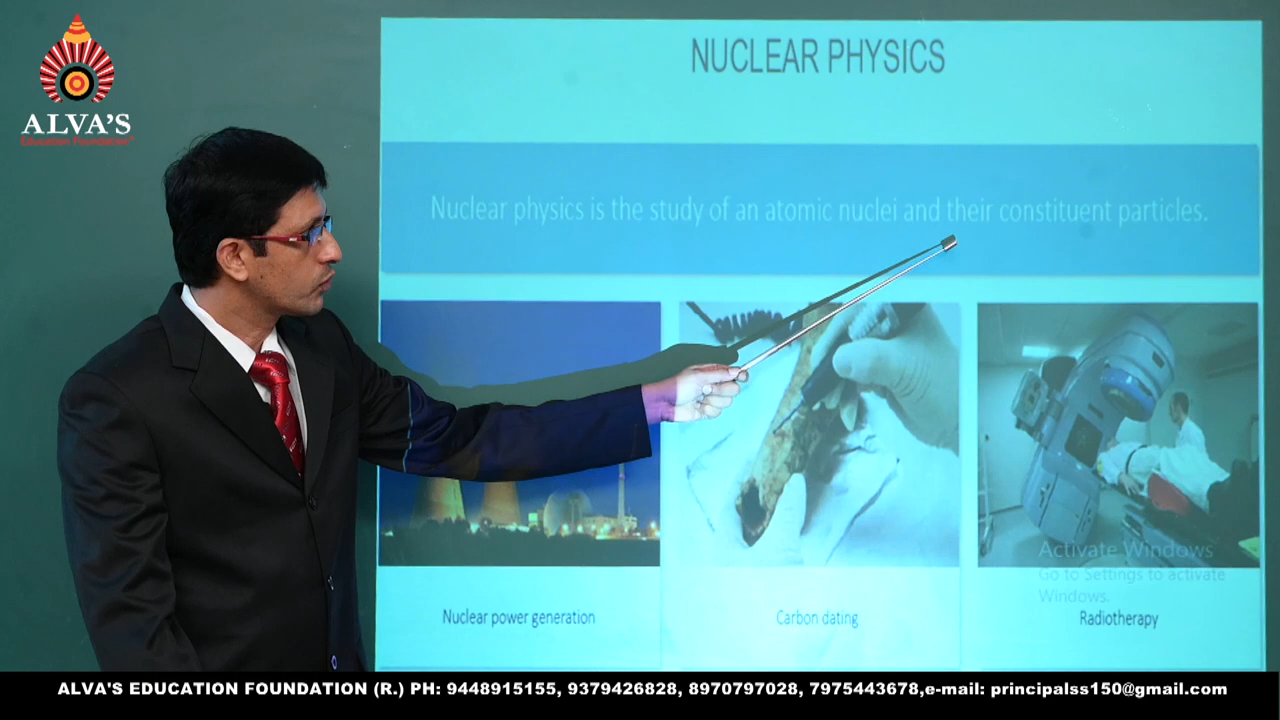 ALVA'S
Education Foundation
NUCLEAR PHYSICS
Nuclear physics is the study of an atomic nuclei and their constituent particles.
Activate Windows
Go to Settings to activate
Windows.
Nuclear power generation
Carbon dating
Radiotherapy
ALVA'S EDUCATION FOUNDATION (R.) PH: 9448915155, 9379426828, 8970797028, 7975443678,e-mail: principalss150@gmail.com